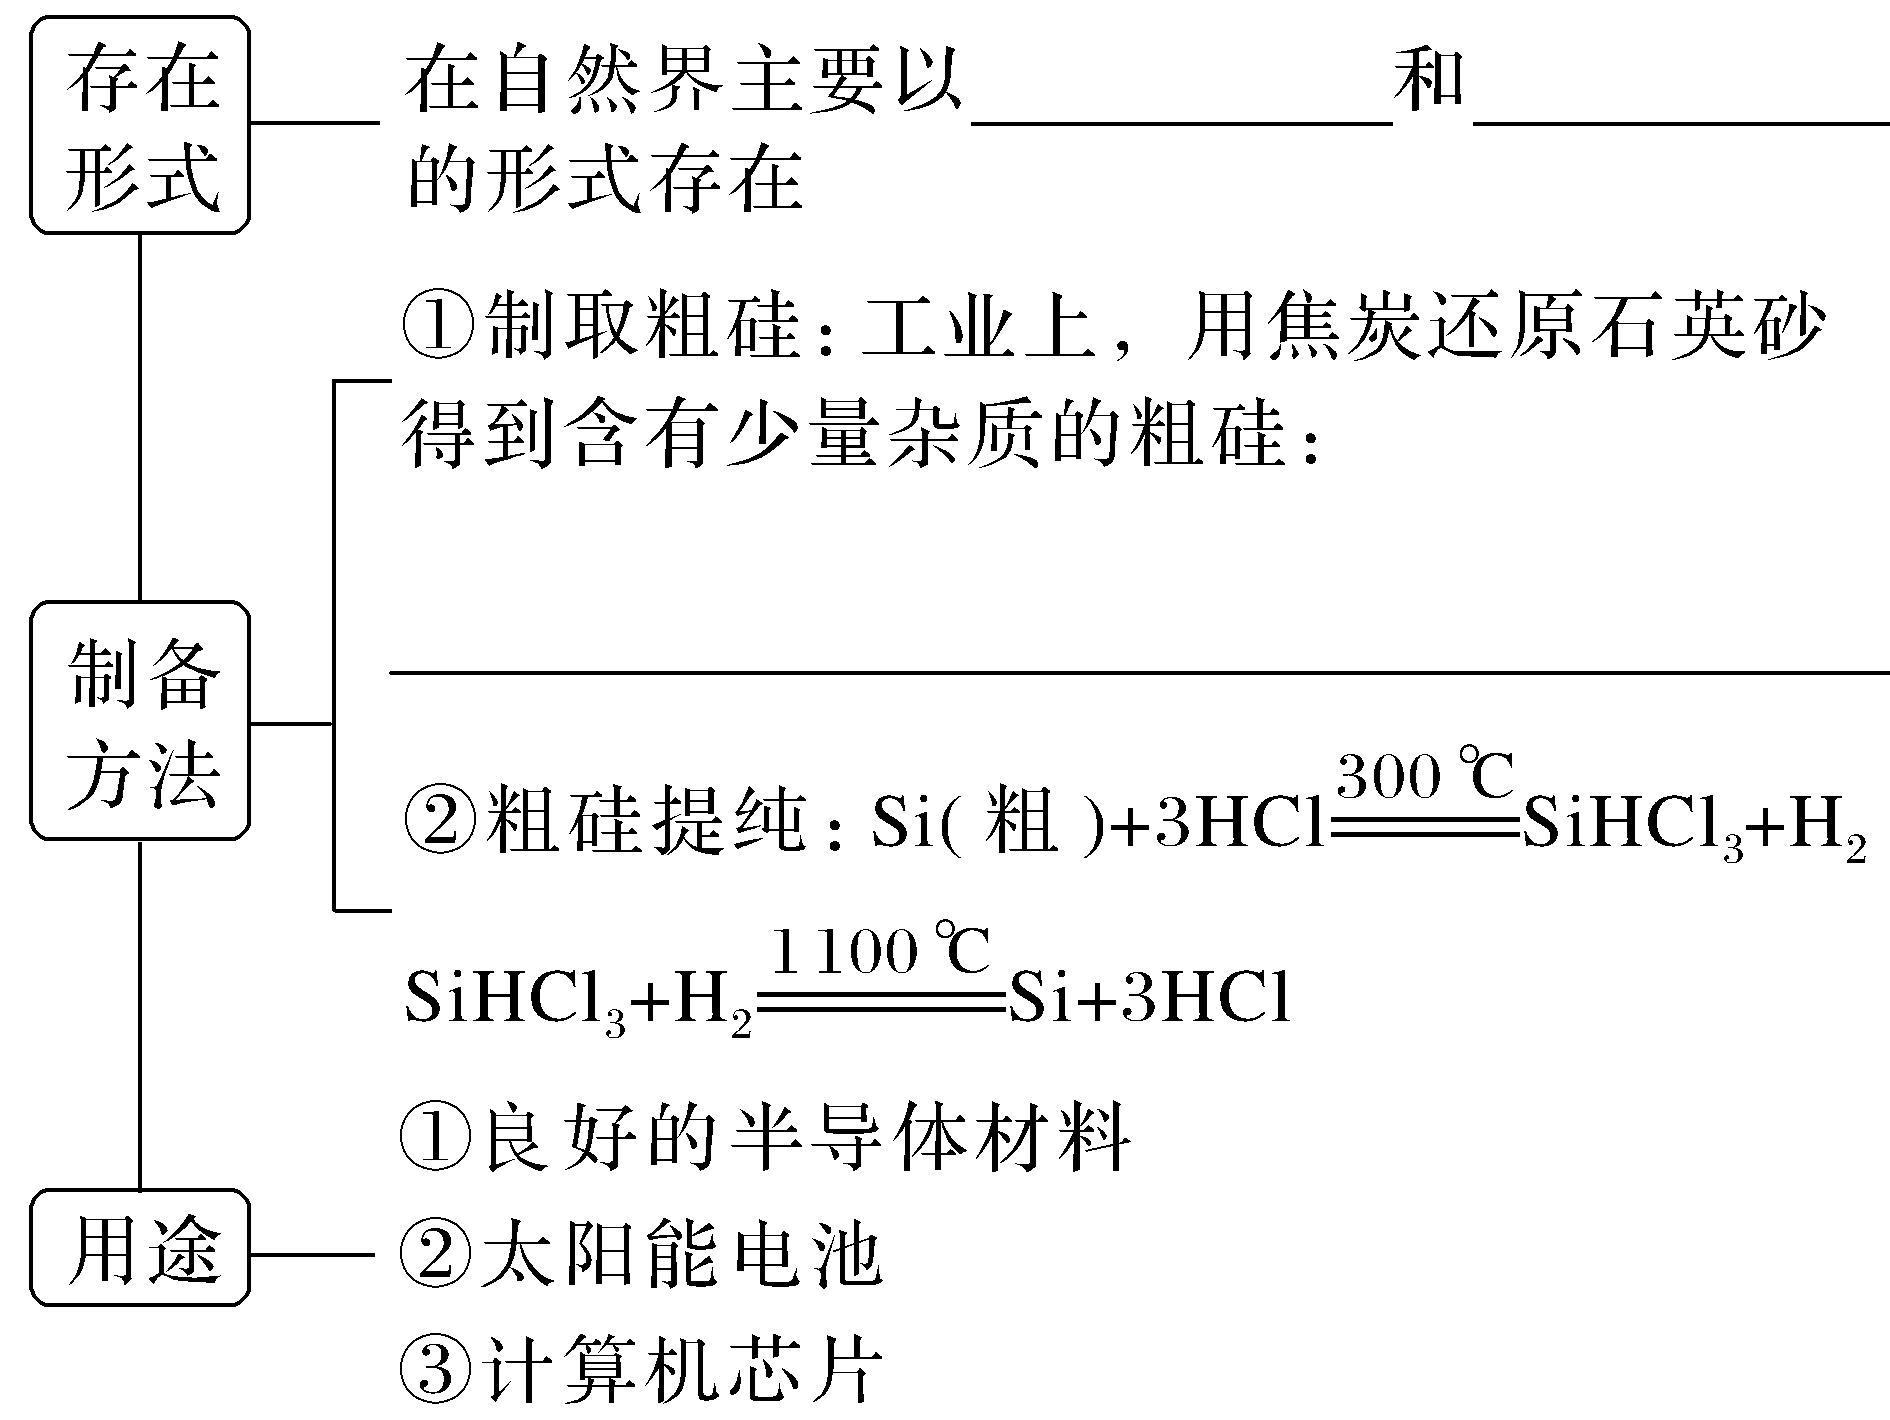 存在
形式
在自然界主要以________和________
的形式存在
①制取粗硅：工业上，用焦炭还原石英砂
得到含有少量杂质的粗硅：
________________
制备
方法
②粗硅提纯：Si(粗)+3HCl 300 ℃ SiHCl₃+H₂
SiHCl₃+H₂ 1 100 ℃ Si+3HCl
用途
①良好的半导体材料
②太阳能电池
③计算机芯片